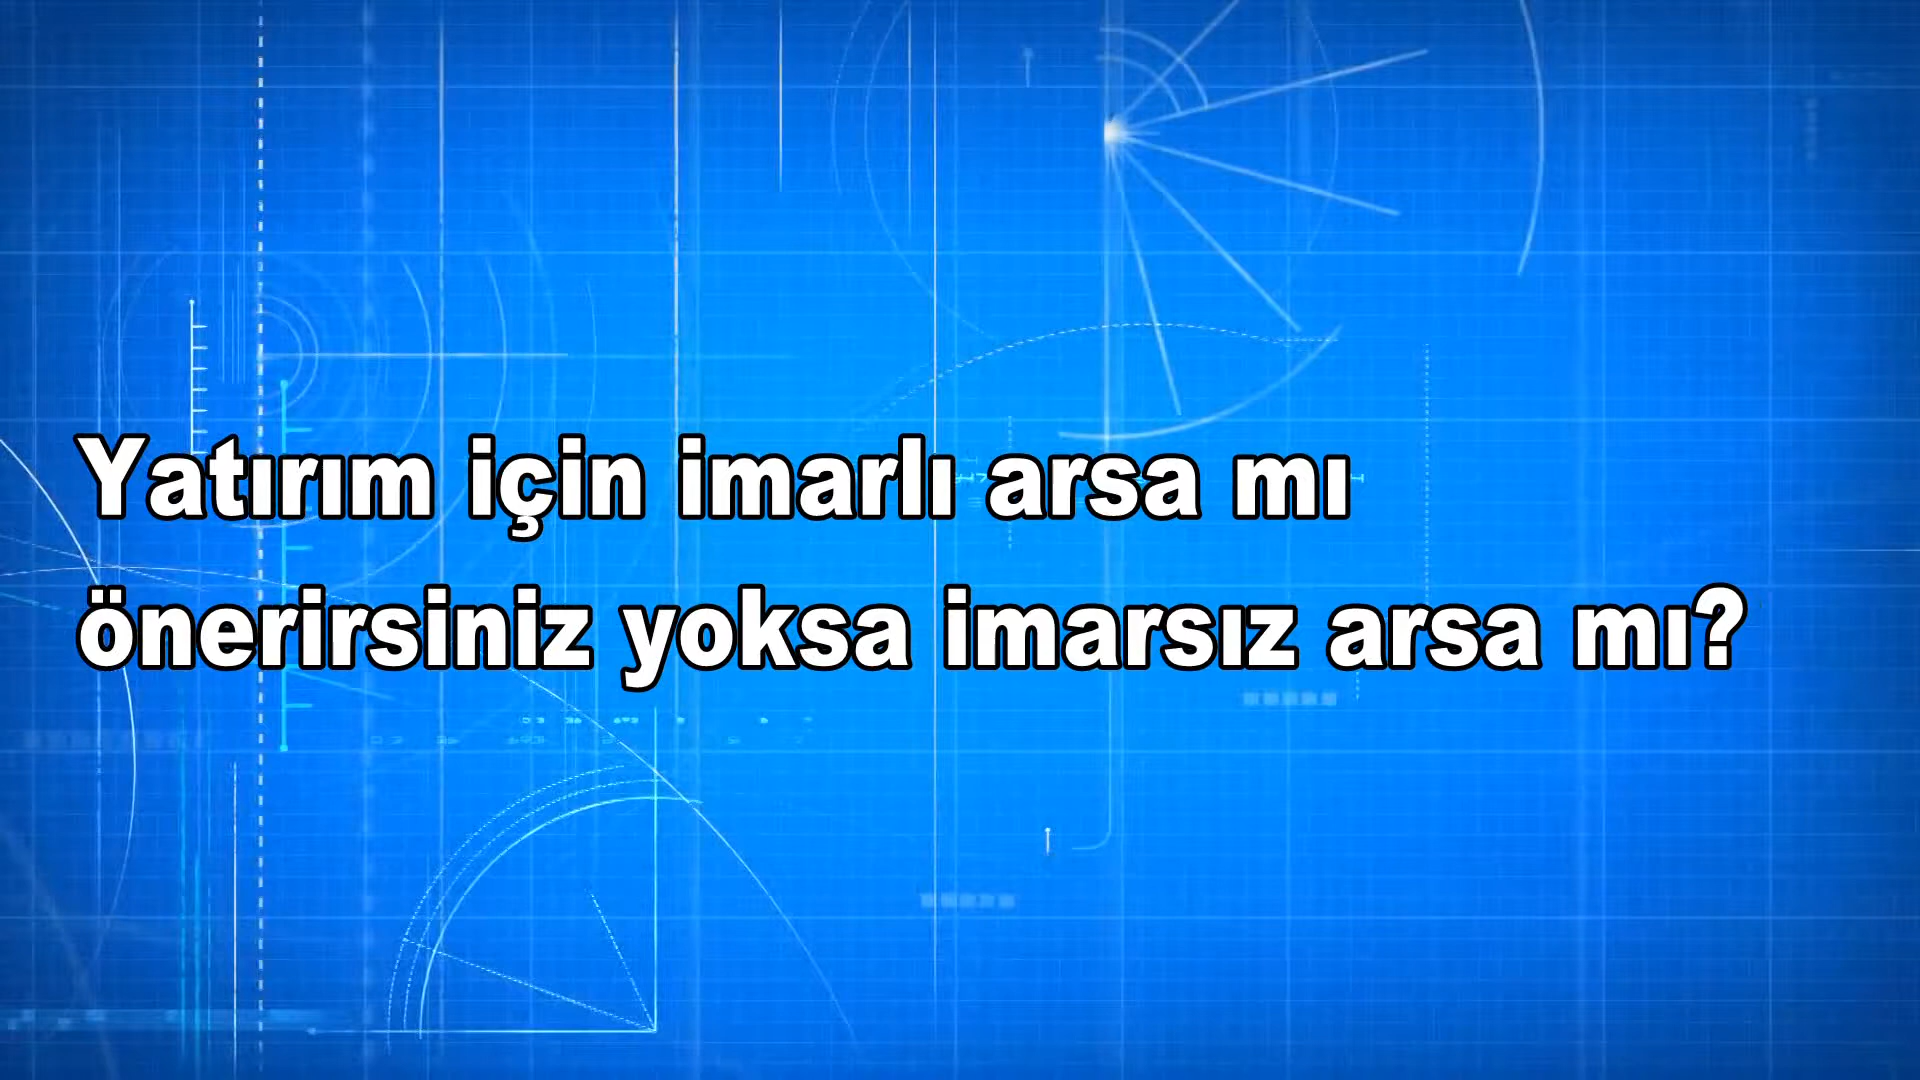 Yatırım için imarlı arsa mı
önerirsiniz yoksa imarsız arsa mı?